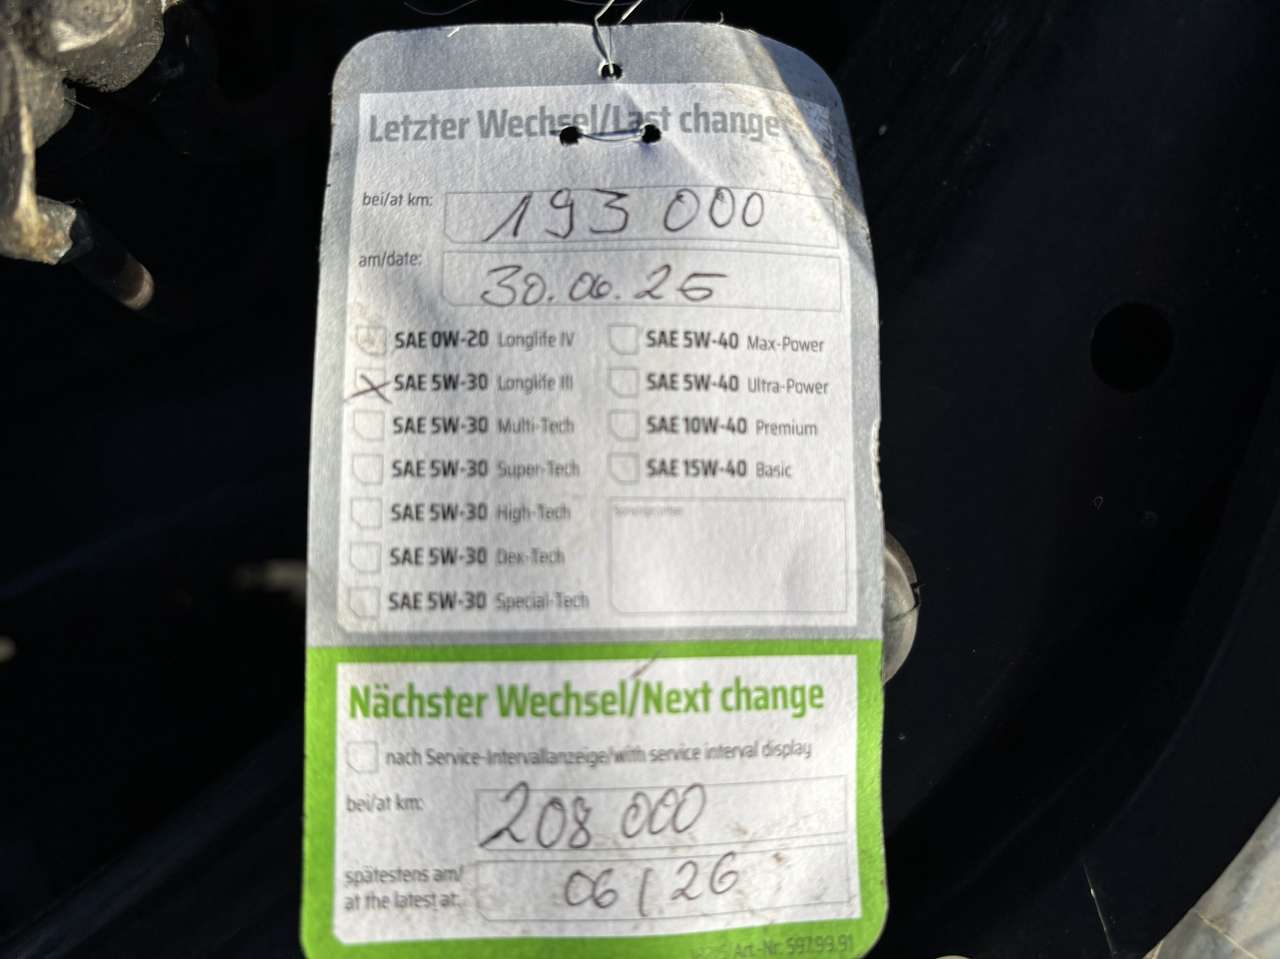 Letzter Wechsel/Last change
bei/at km: 193 000
am/date: 30.06.25
SAE 0W-20 Longlife IV
SAE 5W-40 Max-Power
X SAE 5W-30 Longlife III
SAE 5W-40 Ultra-Power
SAE 5W-30 Multi-Tech
SAE 10W-40 Premium
SAE 5W-30 Super-Tech
SAE 15W-40 Basic
SAE 5W-30 High-Tech
SAE 5W-30 Dex-Tech
SAE 5W-30 Special-Tech
Nächster Wechsel/Next change
nach Service-Intervallanzeige/with service interval display
bei/at km: 208 000
spätestens am/
at the latest at: 06/26
Art.-Nr. 597.99.91